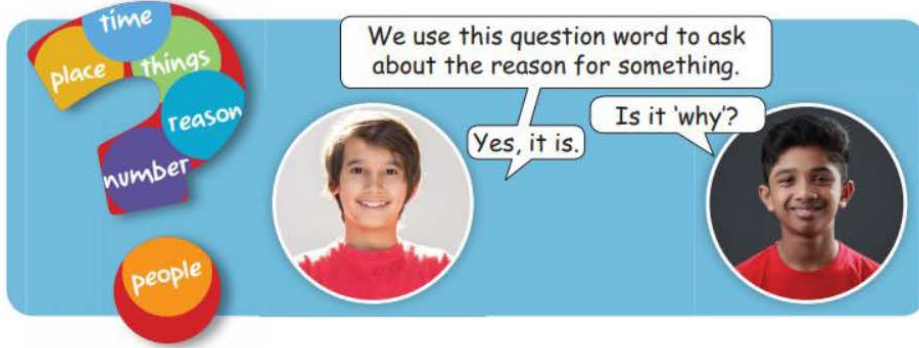 time
place
things
reason
number
people
We use this question word to ask
about the reason for something.
Is it 'why'?
Yes, it is.